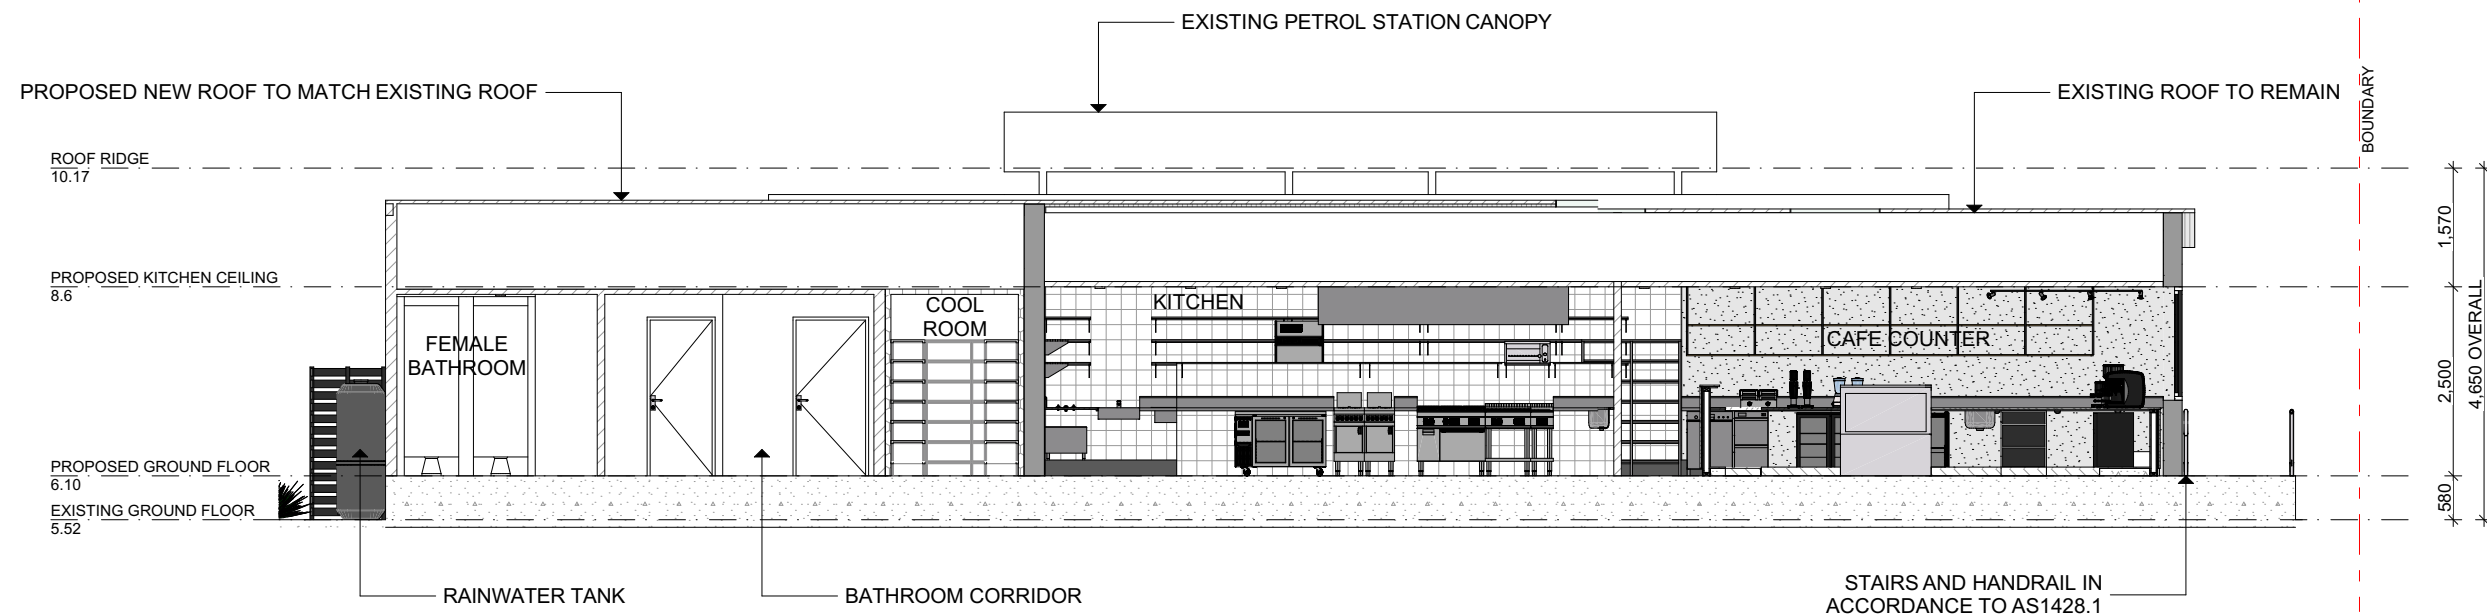 EXISTING PETROL STATION CANOPY
PROPOSED NEW ROOF TO MATCH EXISTING ROOF
EXISTING ROOF TO REMAIN
BOUNDARY
ROOF RIDGE
10.17
1,570
PROPOSED KITCHEN CEILING
8.6
COOL
ROOM
KITCHEN
FEMALE
BATHROOM
CAFE COUNTER
2,500
4,650 OVERALL
PROPOSED GROUND FLOOR
6.10
580
EXISTING GROUND FLOOR
5.52
RAINWATER TANK
BATHROOM CORRIDOR
STAIRS AND HANDRAIL IN
ACCORDANCE TO AS1428.1